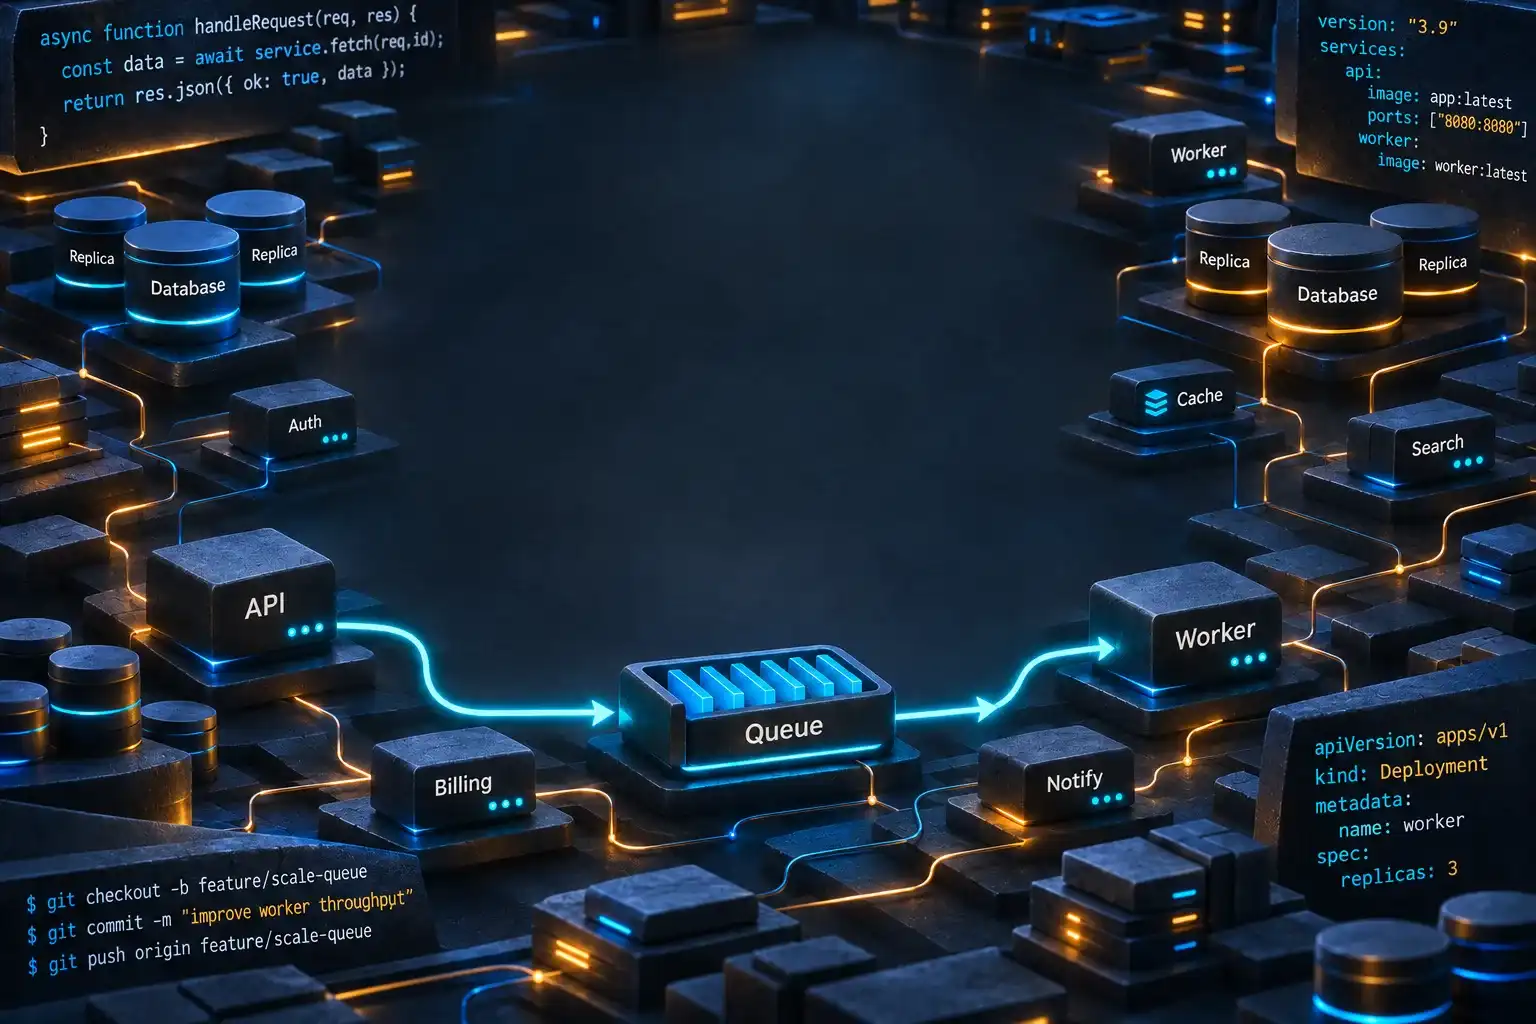 async function handleRequest(req, res) {
const data = await service.fetch(req,id);
return res.json({ ok: true, data });
}
version: "3.9"
services:
api:
image: app:latest
ports: ["8080:8080"]
worker:
image: worker:latest
Worker
Replica
Database
Replica
Replica
Database
Replica
Auth
Cache
Search
API
Queue
Worker
Billing
Notify
apiVersion: apps/v1
kind: Deployment
metadata:
name: worker
spec:
replicas: 3
$ git checkout -b feature/scale-queue
$ git commit -m "improve worker throughput"
$ git push origin feature/scale-queue